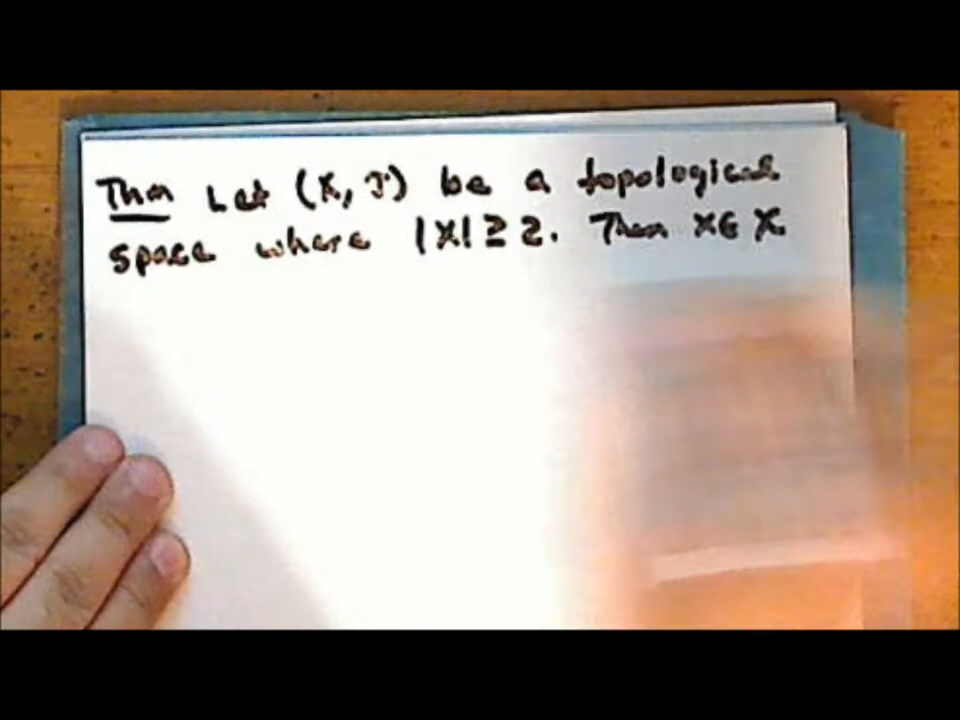 Thm Let (X, 𝒯) be a topological
space where |X| ≥ 2. Then x ∈ X